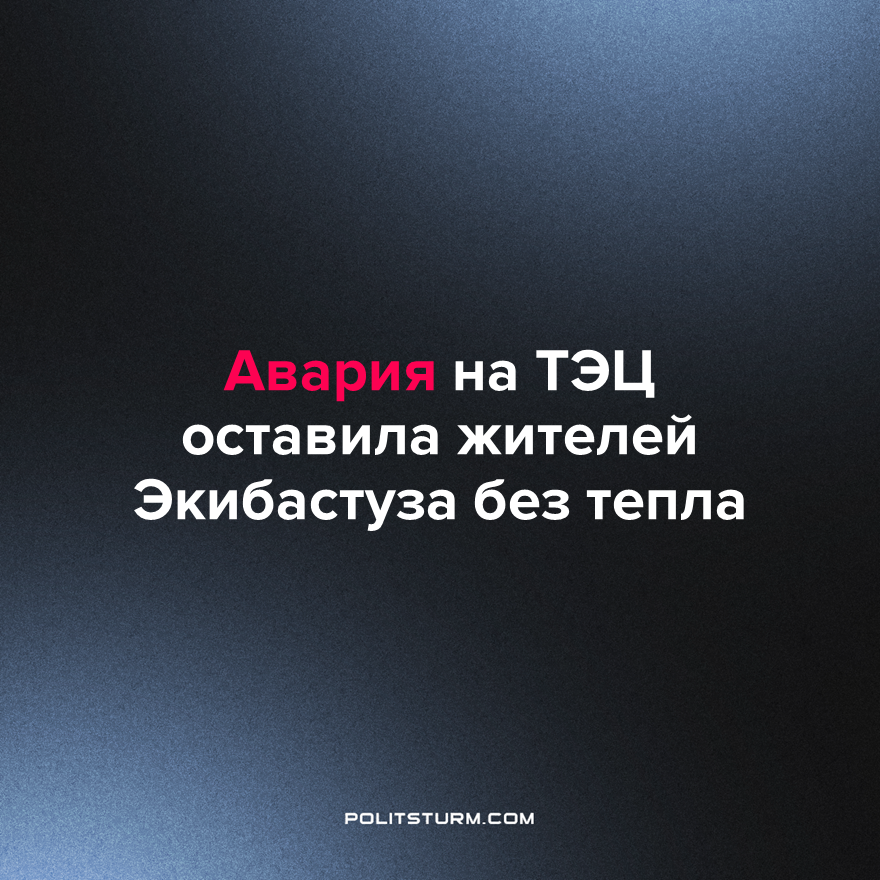 Авария на ТЭЦ
оставила жителей
Экибастуза без тепла
POLITSTURM.COM